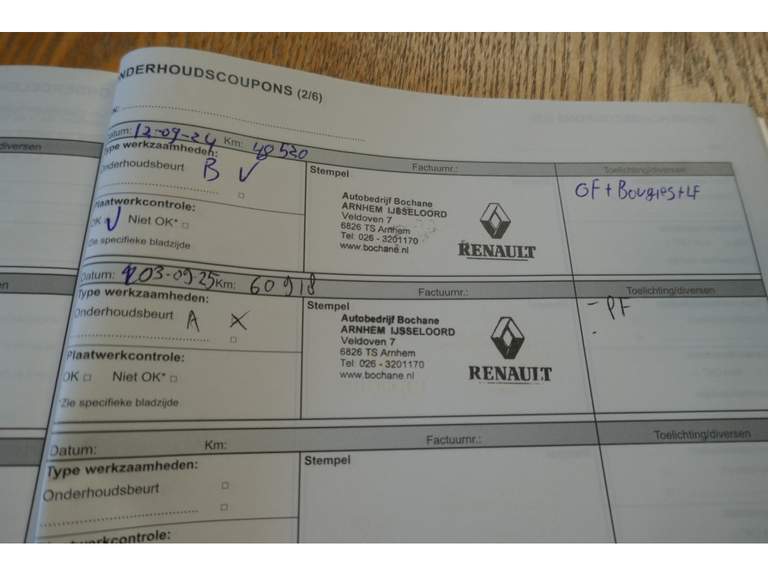 ONDERHOUDSCOUPONS (2/6)
Datum: 12-09-24 Km: 48520 Factuurnr.: Toelichting/diversen
Type werkzaamheden:
Onderhoudsbeurt B
Plaatwerkcontrole:
OK Niet OK*
*Zie specifieke bladzijde
Stempel
Autobedrijf Bochane
ARNHEM IJSSELOORD
Veldoven 7
6826 TS Arnhem
Tel: 026 - 3201170
www.bochane.nl
RENAULT
OF + Bougies + LF
Datum: 03-09-25 Km: 60918 Factuurnr.: Toelichting/diversen
Type werkzaamheden:
Onderhoudsbeurt A X
Plaatwerkcontrole:
OK Niet OK*
*Zie specifieke bladzijde
Stempel
Autobedrijf Bochane
ARNHEM IJSSELOORD
Veldoven 7
6826 TS Arnhem
Tel: 026 - 3201170
www.bochane.nl
RENAULT
- PF
Datum: Km: Factuurnr.: Toelichting/diversen
Type werkzaamheden:
Onderhoudsbeurt
Stempel
Plaatwerkcontrole: